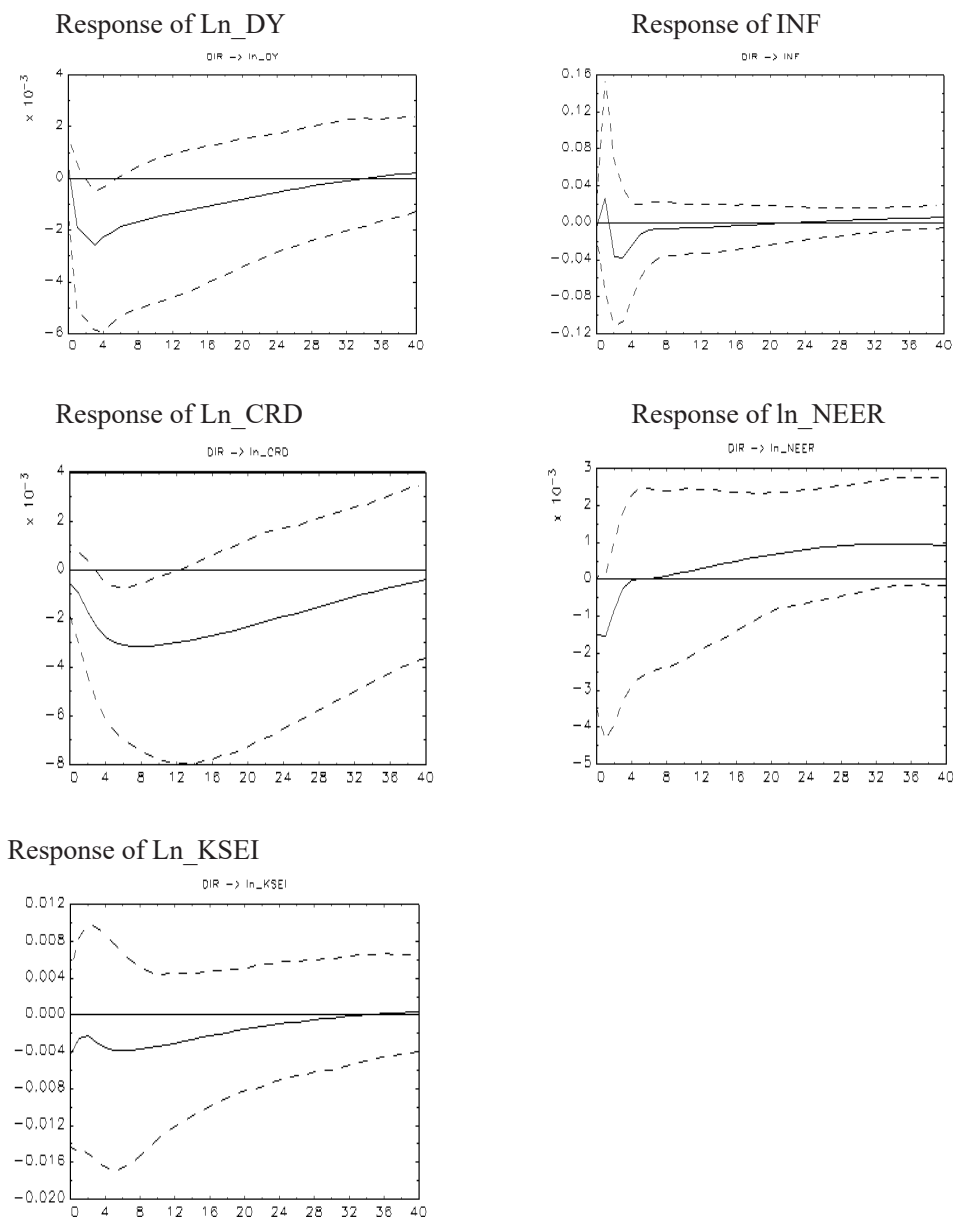 Response of Ln_DY
DIR -> ln_DY
× 10⁻³
4
2
0
-2
-4
-6
0 4 8 12 16 20 24 28 32 36 40
Response of INF
DIR -> INF
0.16
0.12
0.08
0.04
0.00
-0.04
-0.08
-0.12
0 4 8 12 16 20 24 28 32 36 40
Response of Ln_CRD
DIR -> ln_CRD
× 10⁻³
4
2
0
-2
-4
-6
-8
0 4 8 12 16 20 24 28 32 36 40
Response of ln_NEER
DIR -> ln_NEER
× 10⁻³
3
2
1
0
-1
-2
-3
-4
-5
0 4 8 12 16 20 24 28 32 36 40
Response of Ln_KSEI
DIR -> ln_KSEI
0.012
0.008
0.004
0.000
-0.004
-0.008
-0.012
-0.016
-0.020
0 4 8 12 16 20 24 28 32 36 40